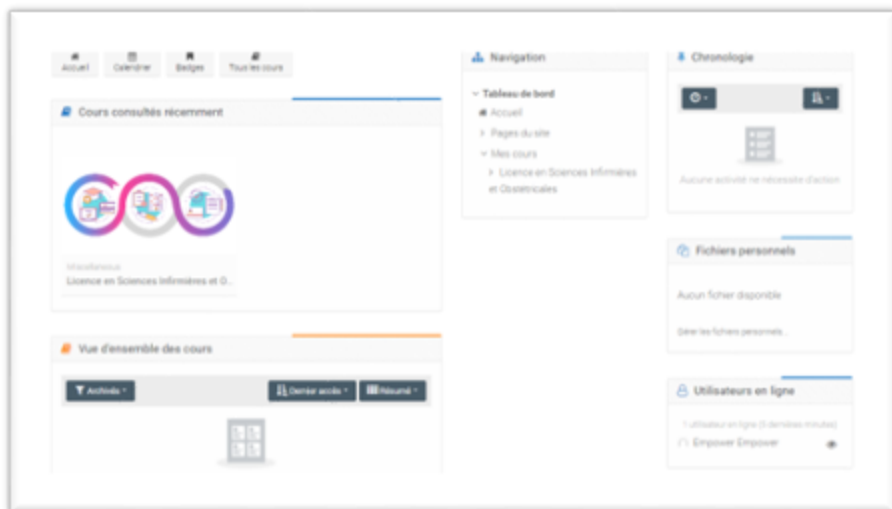 Accueil
Calendrier
Badges
Tous les cours
Cours consultés récemment
Miscellaneous
Licence en Sciences Infirmières et O...
Vue d'ensemble des cours
Archivés
Dernier accès
Résumé
Navigation
Tableau de bord
Accueil
Pages du site
Mes cours
Licence en Sciences Infirmières
et Obstétricales
Chronologie
Aucune activité ne nécessite d'action
Fichiers personnels
Aucun fichier disponible
Gérer les fichiers personnels...
Utilisateurs en ligne
1 utilisateur en ligne (5 dernières minutes)
Empower Empower